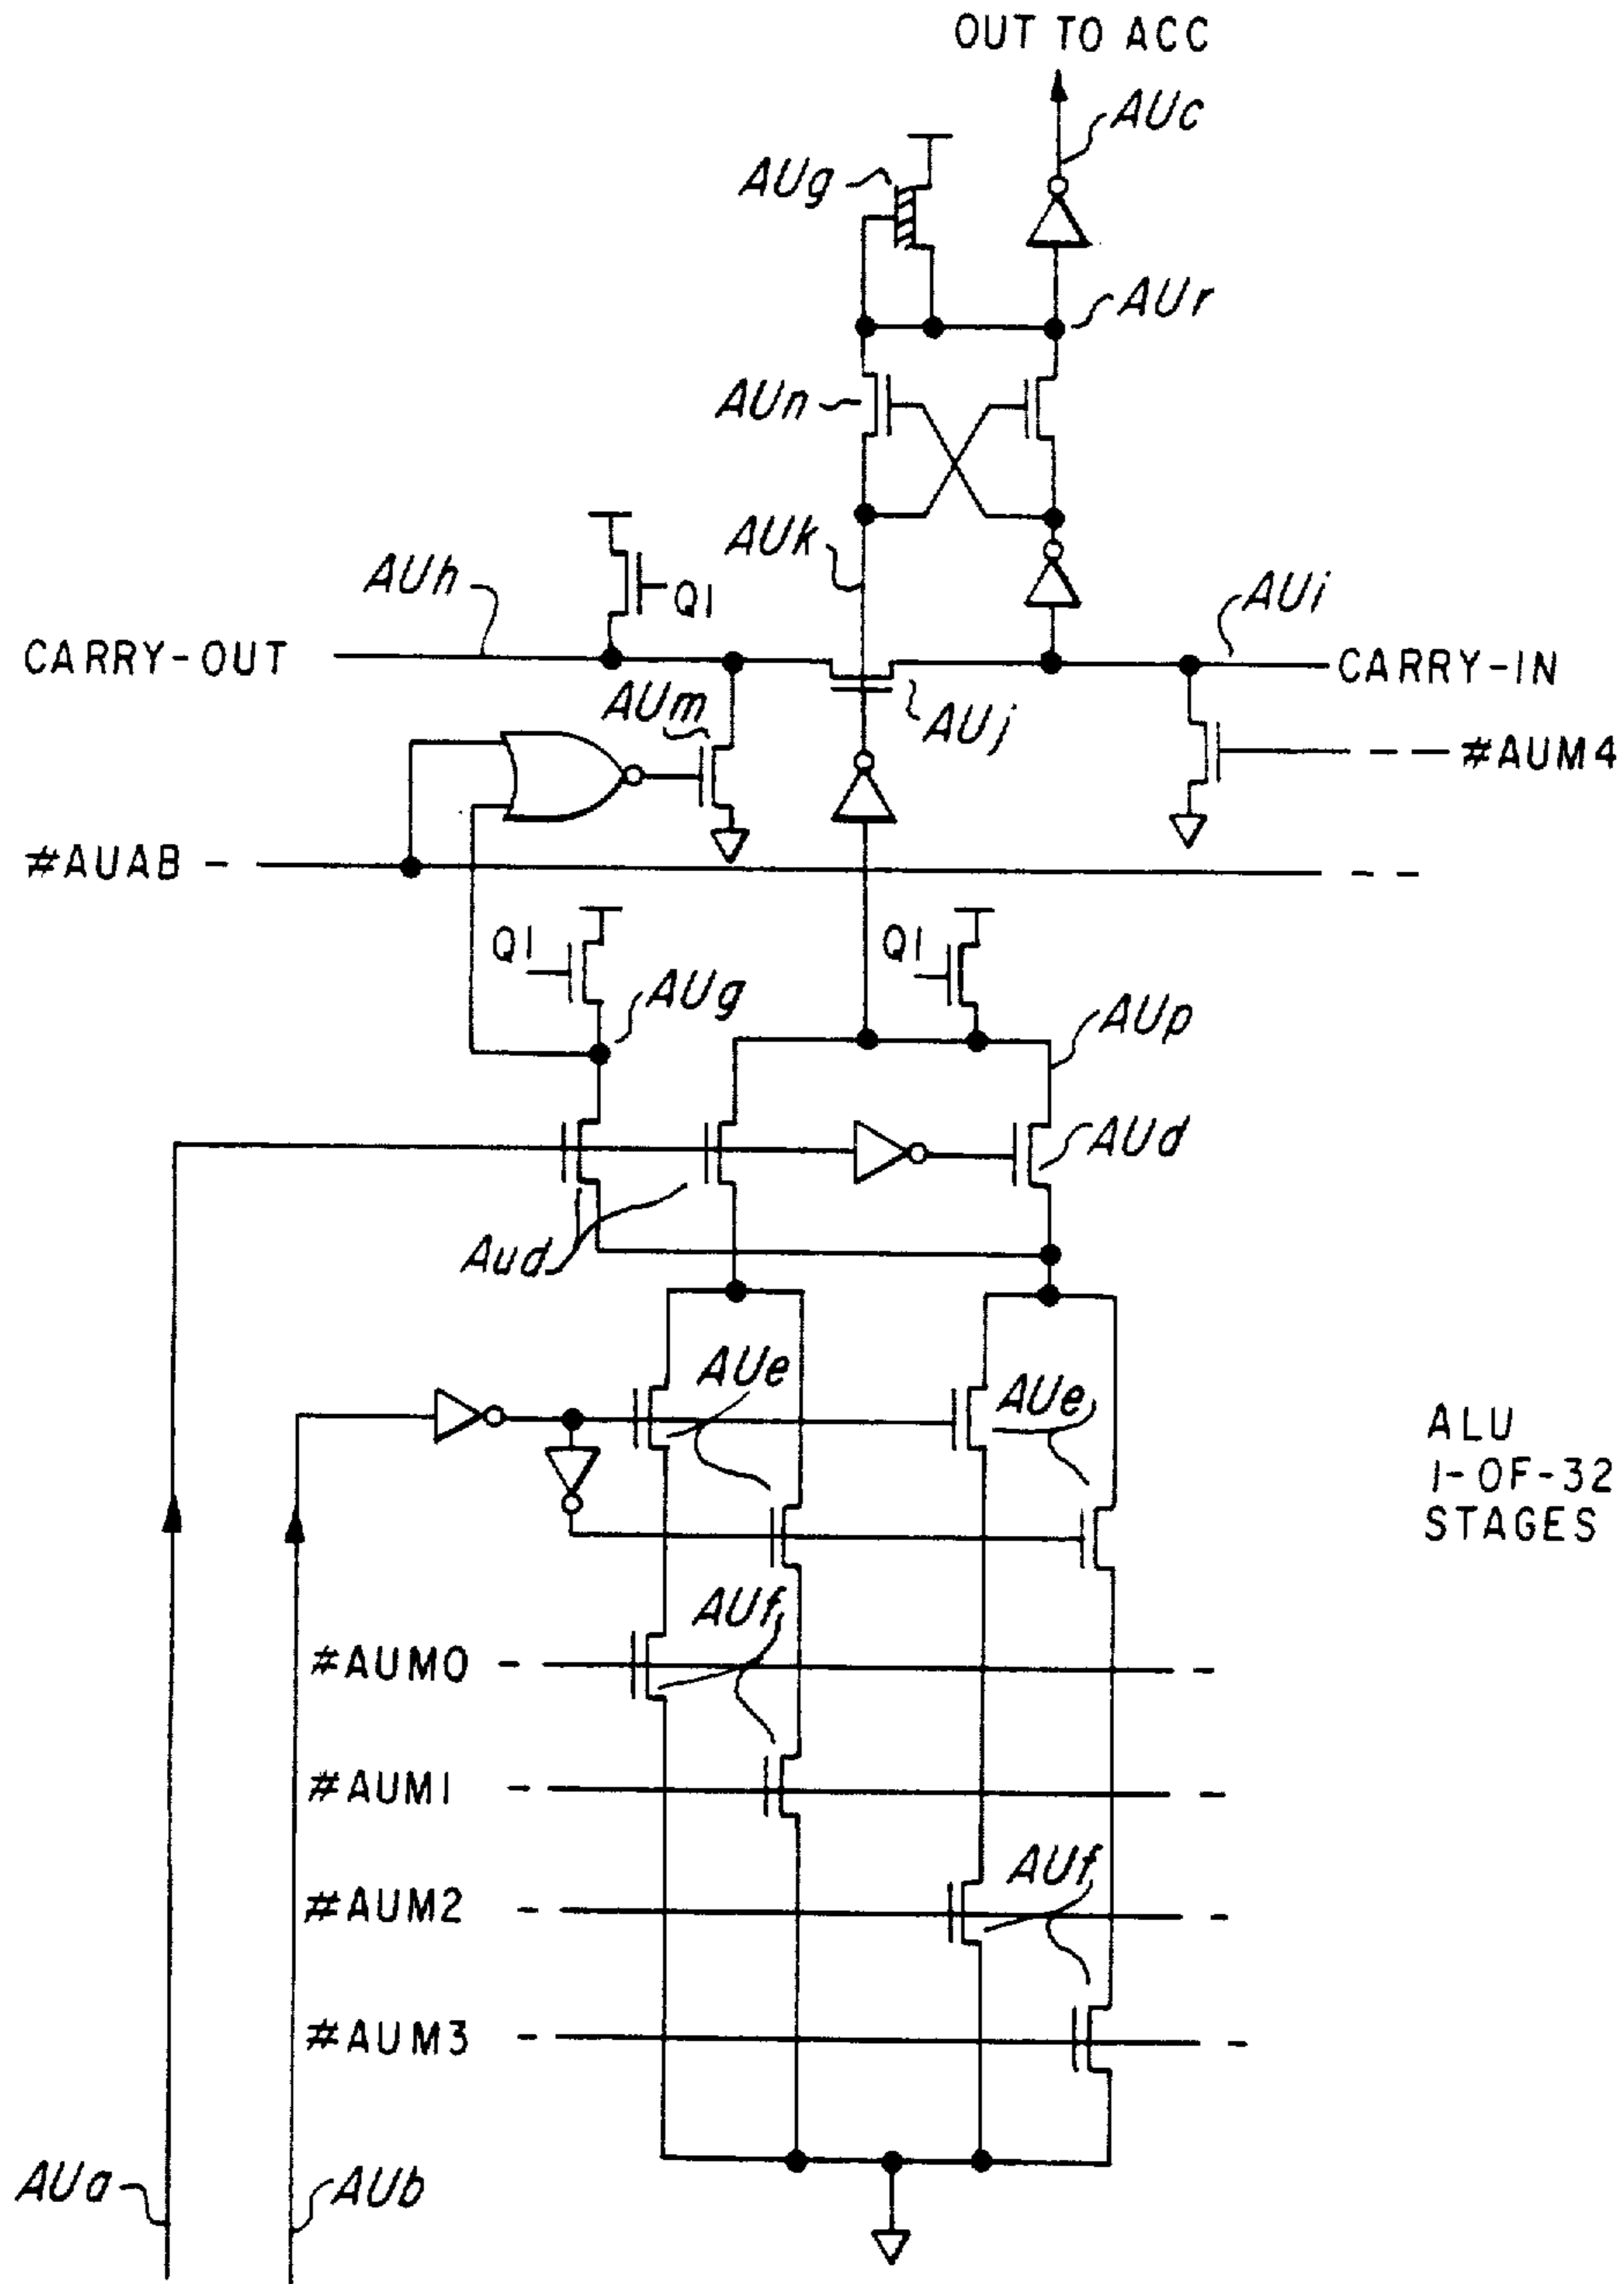 OUT TO ACC
AUc
AUg
AUr
AUn
AUk
AUh
Q1
AUi
CARRY-OUT
CARRY-IN
AUm
AUj
#AUM4
#AUAB
Q1
Q1
AUg
AUp
AUd
Aud
AUe
AUe
ALU
1-OF-32
STAGES
AUf
#AUM0
#AUM1
AUf
#AUM2
#AUM3
AUa
AUb